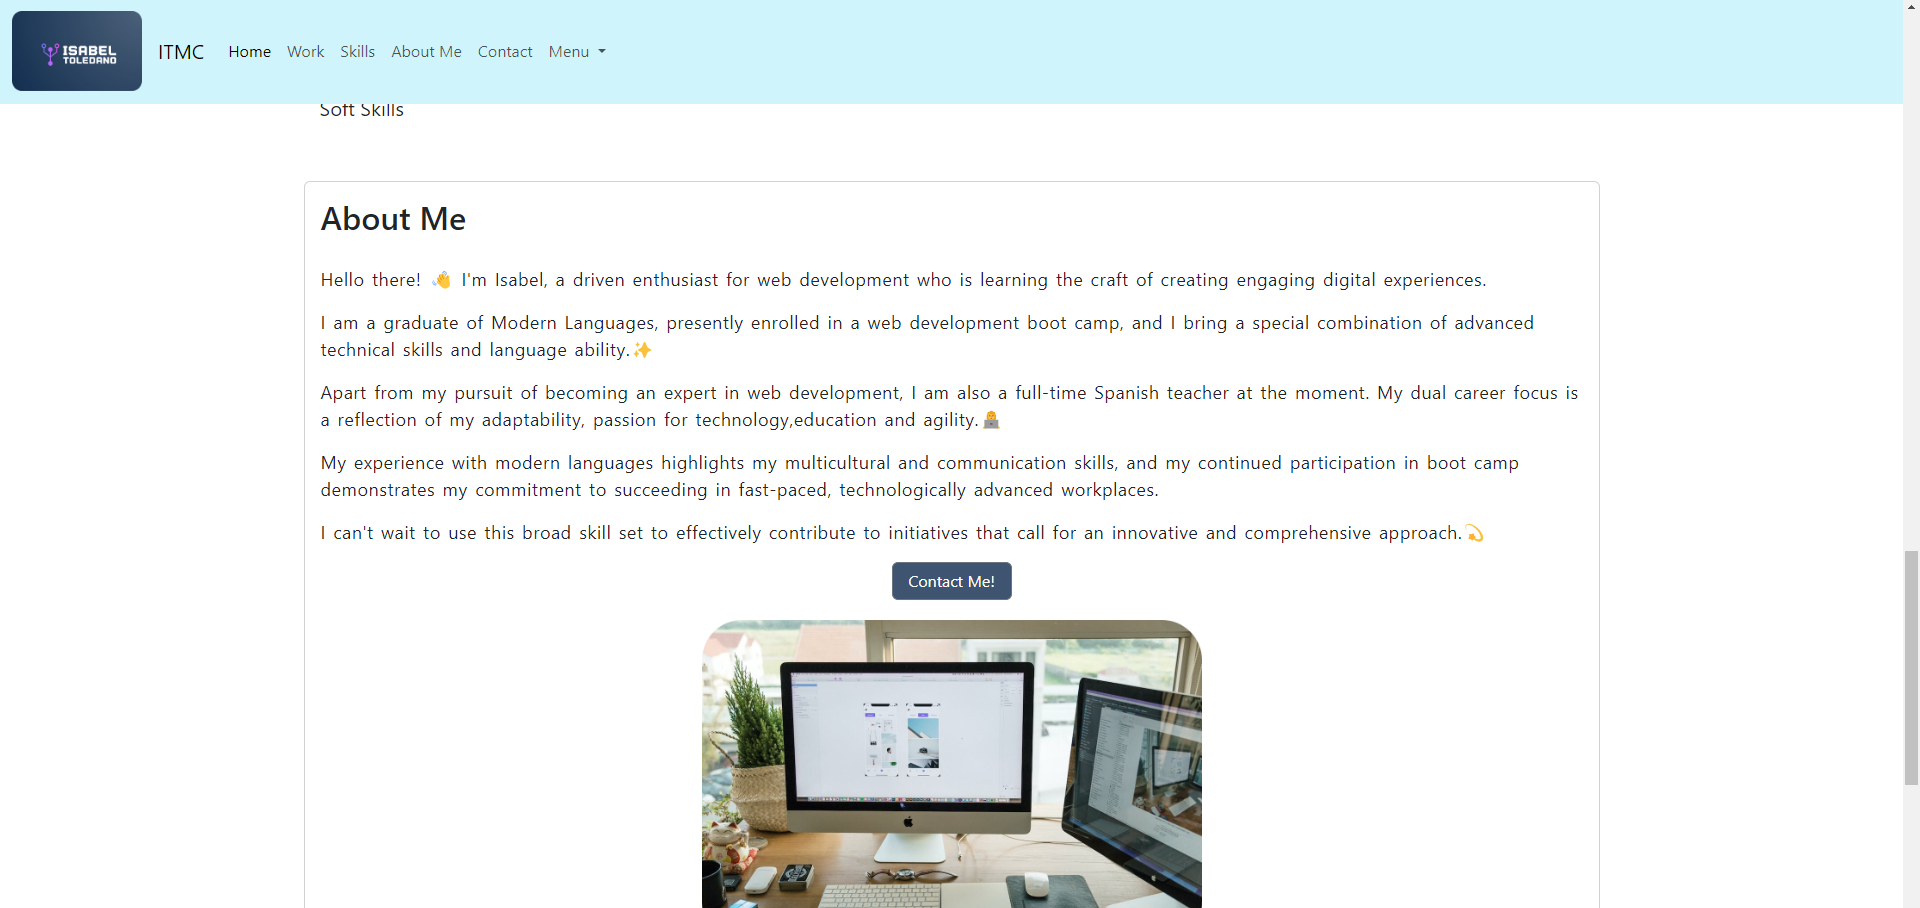 ISABEL
TOLEDANO
ITMC Home Work Skills About Me Contact Menu
Soft Skills
About Me
Hello there! 👋 I'm Isabel, a driven enthusiast for web development who is learning the craft of creating engaging digital experiences.
I am a graduate of Modern Languages, presently enrolled in a web development boot camp, and I bring a special combination of advanced
technical skills and language ability.✨
Apart from my pursuit of becoming an expert in web development, I am also a full-time Spanish teacher at the moment. My dual career focus is
a reflection of my adaptability, passion for technology,education and agility.🧑‍💻
My experience with modern languages highlights my multicultural and communication skills, and my continued participation in boot camp
demonstrates my commitment to succeeding in fast-paced, technologically advanced workplaces.
I can't wait to use this broad skill set to effectively contribute to initiatives that call for an innovative and comprehensive approach.💫
Contact Me!